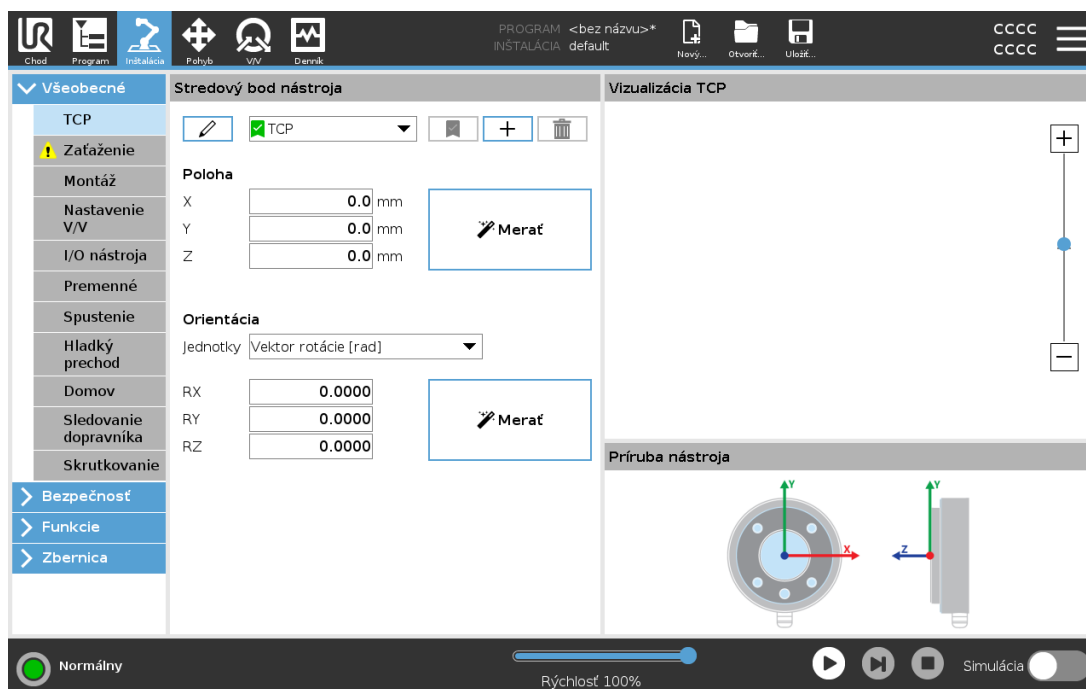 PROGRAM <bez názvu>*
INŠTALÁCIA default
CCCC
CCCC
Chod
Program
Inštalácia
Pohyb
V/V
Denník
Nový...
Otvoriť...
Uložiť...
Všeobecné
TCP
Zaťaženie
Montáž
Nastavenie
V/V
I/O nástroja
Premenné
Spustenie
Hladký
prechod
Domov
Sledovanie
dopravníka
Skrutkovanie
Bezpečnosť
Funkcie
Zbernica
Stredový bod nástroja
TCP
Poloha
X 0.0 mm
Y 0.0 mm
Z 0.0 mm
Merať
Orientácia
Jednotky Vektor rotácie [rad]
RX 0.0000
RY 0.0000
RZ 0.0000
Merať
Vizualizácia TCP
Príruba nástroja
Y
X
Y
Z
Normálny
Rýchlosť 100%
Simulácia